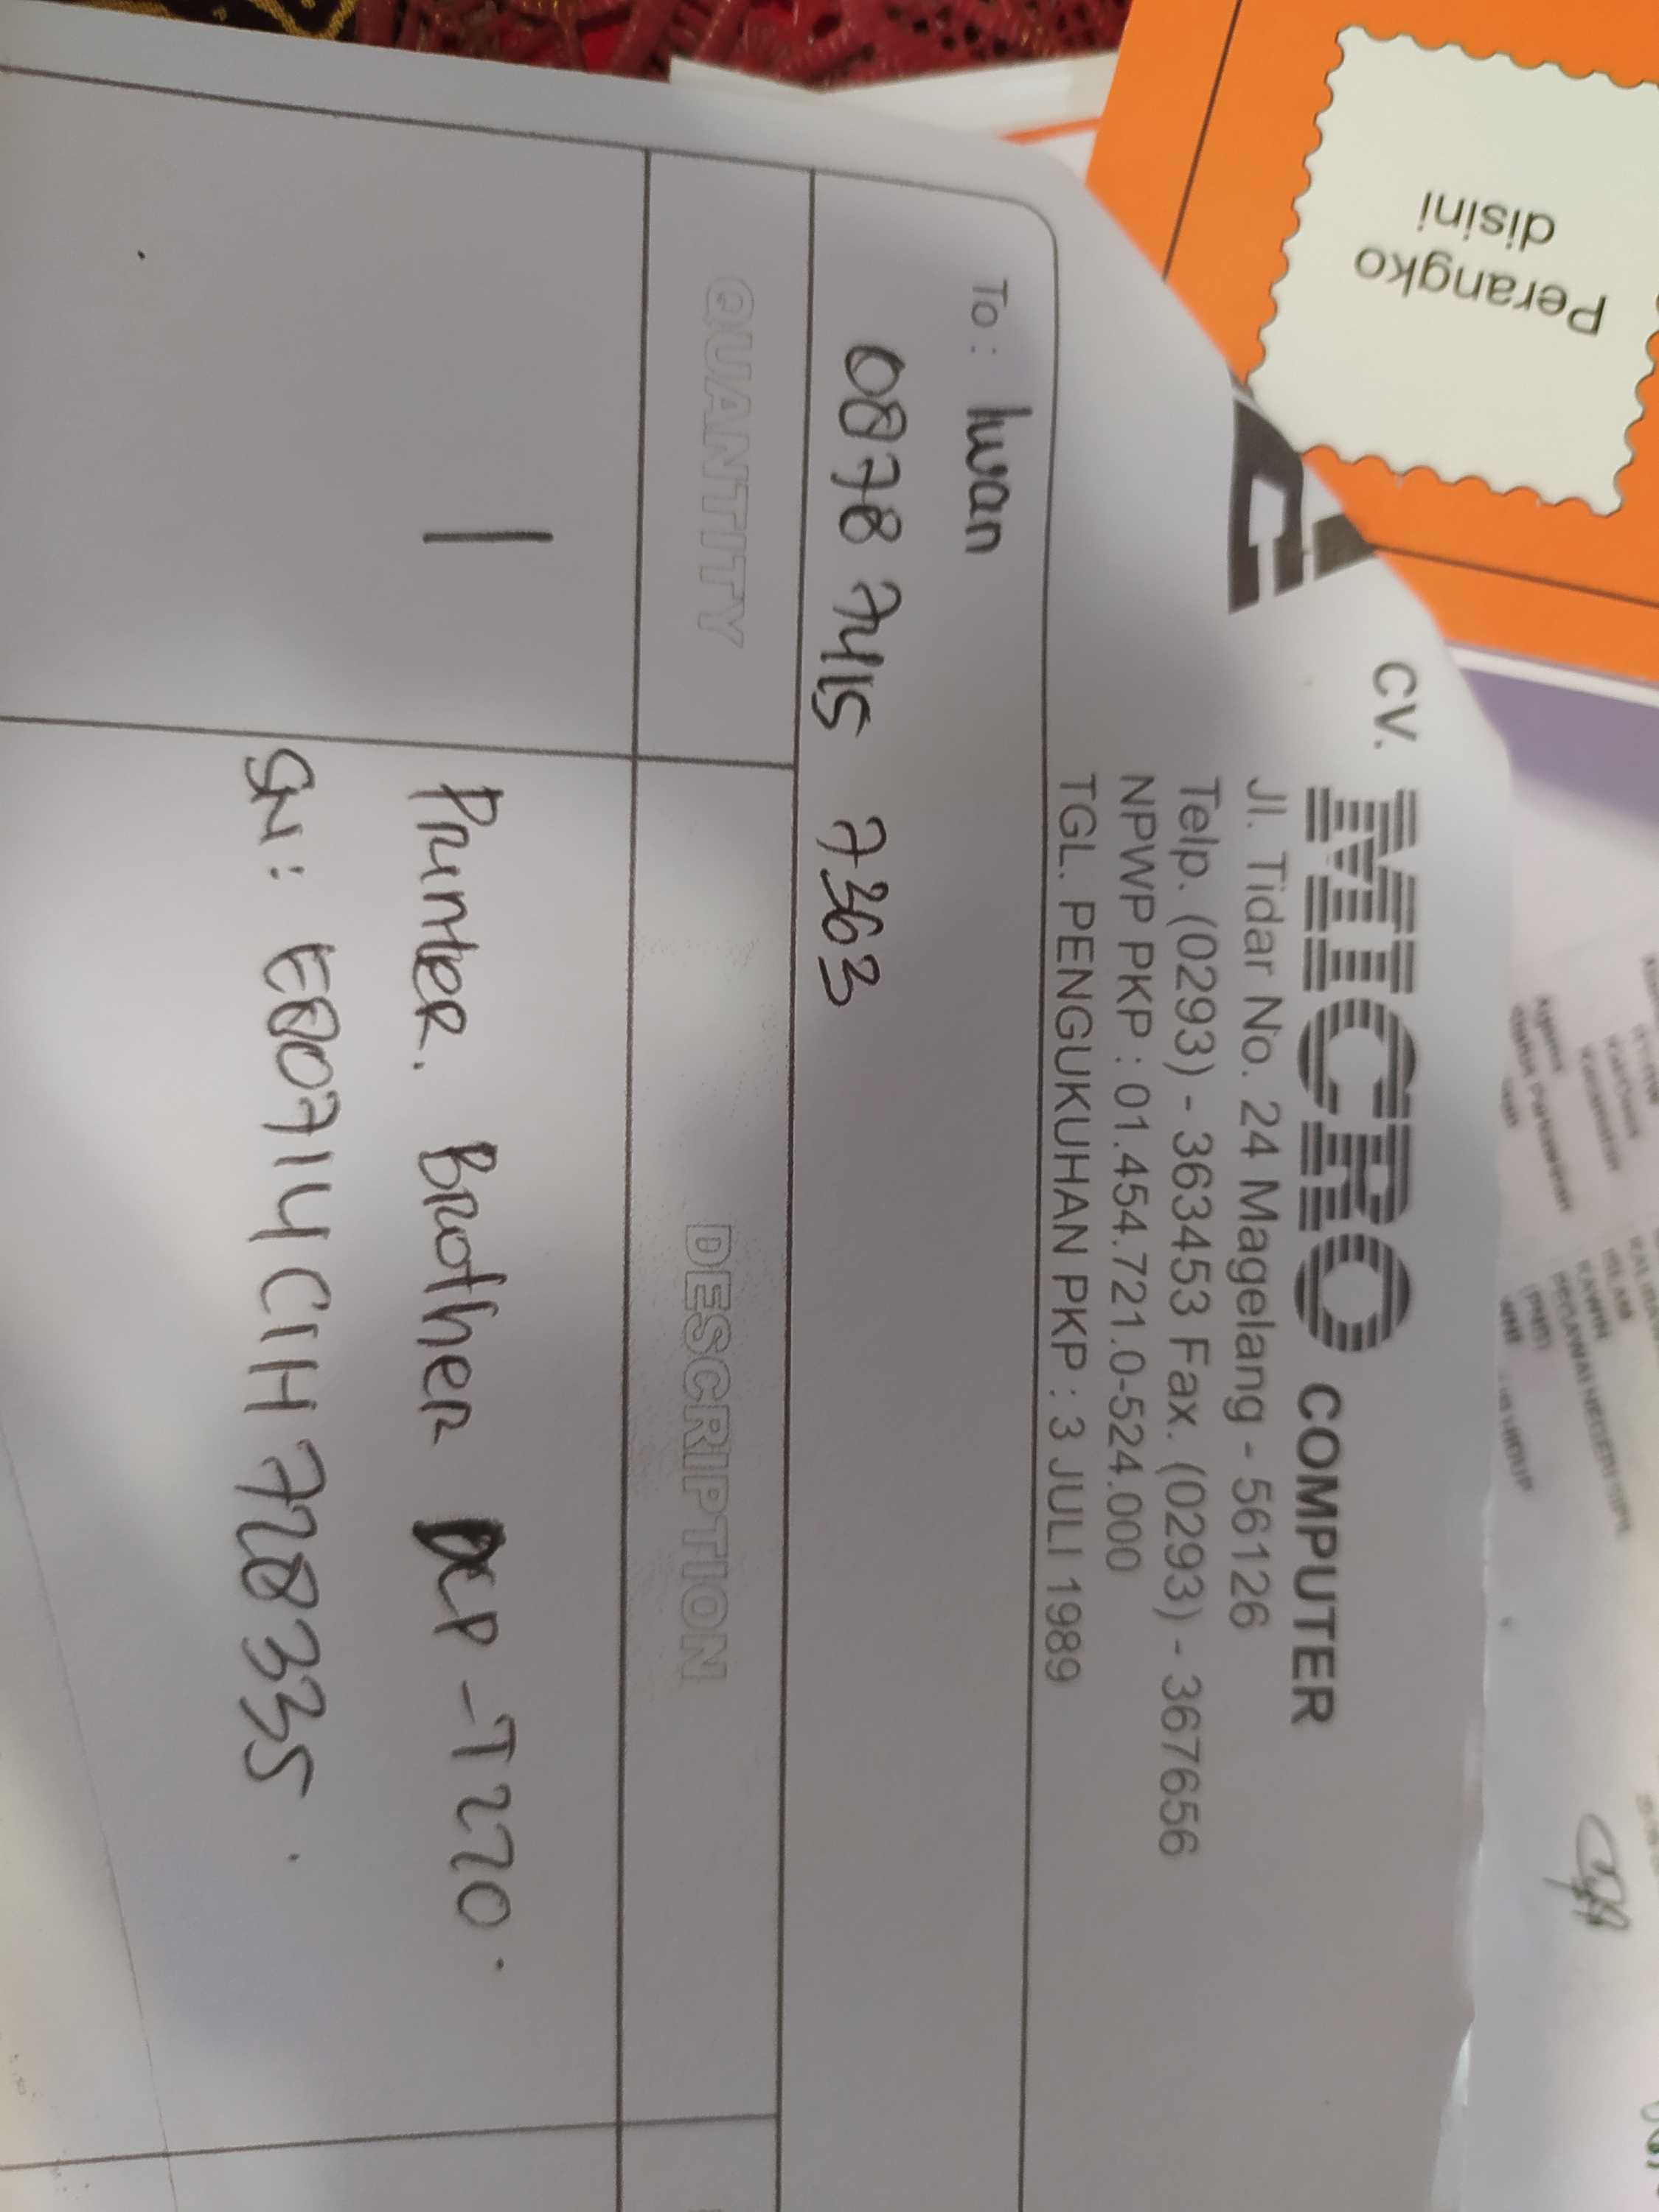 CV. MICRO COMPUTER
Jl. Tidar No. 24 Magelang - 56126
Telp. (0293) - 363453 Fax. (0293) - 367656
NPWP PKP : 01.454.721.0-524.000
TGL. PENGUKUHAN PKP : 3 JULI 1989
To : Iwan
0878 7415 7363
QUANTITY DESCRIPTION
1 Printer. Brother DCP-T220.
SN : E80714C1H728335.
Perangko
disini